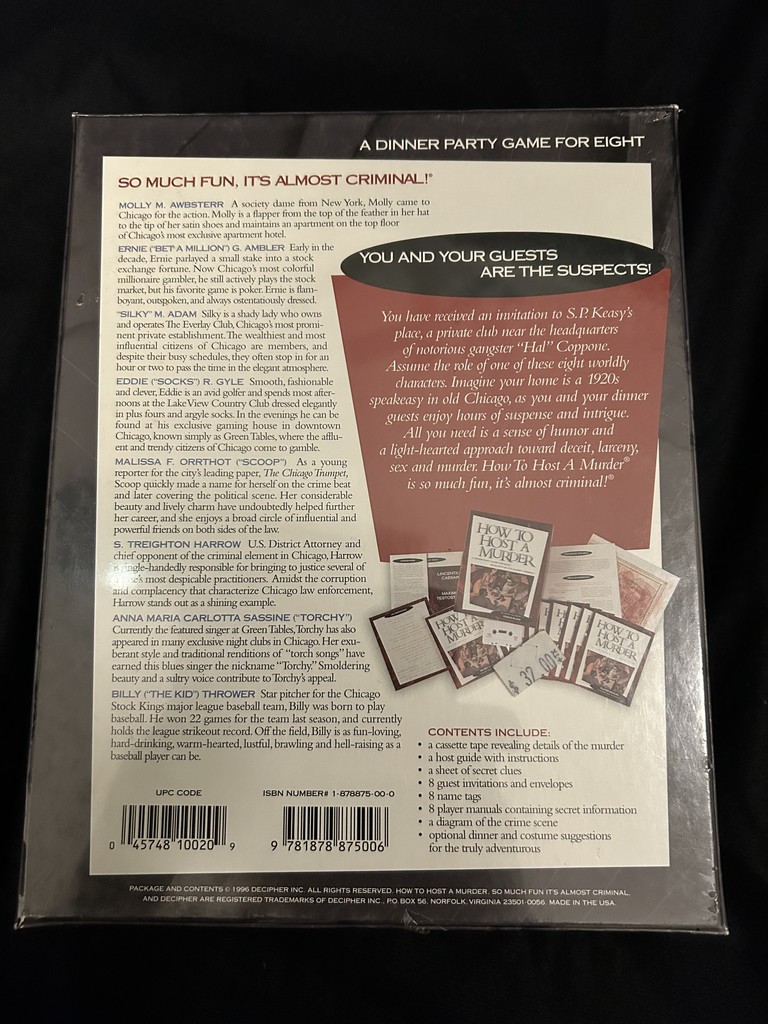 A DINNER PARTY GAME FOR EIGHT
SO MUCH FUN, IT'S ALMOST CRIMINAL!®
MOLLY M. AWBSTERR A society dame from New York, Molly came to
Chicago for the action. Molly is a flapper from the top of the feather in her hat
to the tip of her satin shoes and maintains an apartment on the top floor
of Chicago's most exclusive apartment hotel.
ERNIE ("BET A MILLION") G. AMBLER Early in the
decade, Ernie parlayed a small stake into a stock
exchange fortune. Now Chicago's most colorful
millionaire gambler, he still actively plays the stock
market, but his favorite game is poker. Ernie is flam-
boyant, outspoken, and always ostentatiously dressed.
"SILKY" M. ADAM Silky is a shady lady who owns
and operates The Everlay Club, Chicago's most promi-
nent private establishment. The wealthiest and most
influential citizens of Chicago are members, and
despite their busy schedules, they often stop in for an
hour or two to pass the time in the elegant atmosphere.
EDDIE ("SOCKS") R. GYLE Smooth, fashionable
and clever, Eddie is an avid golfer and spends most after-
noons at the Lake View Country Club dressed elegantly
in plus fours and argyle socks. In the evenings he can be
found at his exclusive gaming house in downtown
Chicago, known simply as Green Tables, where the afflu-
ent and trendy citizens of Chicago come to gamble.
MALISSA F. ORRTHOT ("SCOOP") As a young
reporter for the city's leading paper, The Chicago Trumpet,
Scoop quickly made a name for herself on the crime beat
and later covering the political scene. Her considerable
beauty and lively charm have undoubtedly helped further
her career, and she enjoys a broad circle of influential and
powerful friends on both sides of the law.
S. TREIGHTON HARROW U.S. District Attorney and
chief opponent of the criminal element in Chicago, Harrow
is single-handedly responsible for bringing to justice several of
most despicable practitioners. Amidst the corruption
and complacency that characterize Chicago law enforcement,
Harrow stands out as a shining example.
ANNA MARIA CARLOTTA SASSINE ("TORCHY")
Currently the featured singer at Green Tables, Torchy has also
appeared in many exclusive night clubs in Chicago. Her exu-
berant style and traditional renditions of "torch songs" have
earned this blues singer the nickname "Torchy." Smoldering
beauty and a sultry voice contribute to Torchy's appeal.
BILLY ("THE KID") THROWER Star pitcher for the Chicago
Stock Kings major league baseball team, Billy was born to play
baseball. He won 22 games for the team last season, and currently
holds the league strikeout record. Off the field, Billy is as fun-loving,
hard-drinking, warm-hearted, lustful, brawling and hell-raising as a
baseball player can be.
YOU AND YOUR GUESTS
ARE THE SUSPECTS!
You have received an invitation to S.P. Keasy's
place, a private club near the headquarters
of notorious gangster "Hal" Coppone.
Assume the role of one of these eight worldly
characters. Imagine your home is a 1920s
speakeasy in old Chicago, as you and your dinner
guests enjoy hours of suspense and intrigue.
All you need is a sense of humor and
a light-hearted approach toward deceit, larceny,
sex and murder. How To Host A Murder®
is so much fun, it's almost criminal!®
HOW TO
HOST A
MURDER
HOW TO
HOST A
MURDER
HOW TO
HOST A
MURDER
$ 37.00
CONTENTS INCLUDE:
• a cassette tape revealing details of the murder
• a host guide with instructions
• a sheet of secret clues
• 8 guest invitations and envelopes
• 8 name tags
• 8 player manuals containing secret information
• a diagram of the crime scene
• optional dinner and costume suggestions
for the truly adventurous
UPC CODE
0 45748 10020 9
ISBN NUMBER# 1-878875-00-0
9 781878 875006
PACKAGE AND CONTENTS © 1996 DECIPHER INC. ALL RIGHTS RESERVED. HOW TO HOST A MURDER, SO MUCH FUN IT'S ALMOST CRIMINAL,
AND DECIPHER ARE REGISTERED TRADEMARKS OF DECIPHER INC., P.O. BOX 56, NORFOLK, VIRGINIA 23501-0056. MADE IN THE USA.